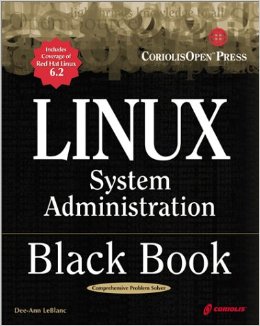 Includes
Coverage of
Red Hat Linux
6.2
CORIOLISOPEN PRESS
LINUX
System
Administration
Black Book
Comprehensive Problem Solver
Dee-Ann LeBlanc
CORIOLIS